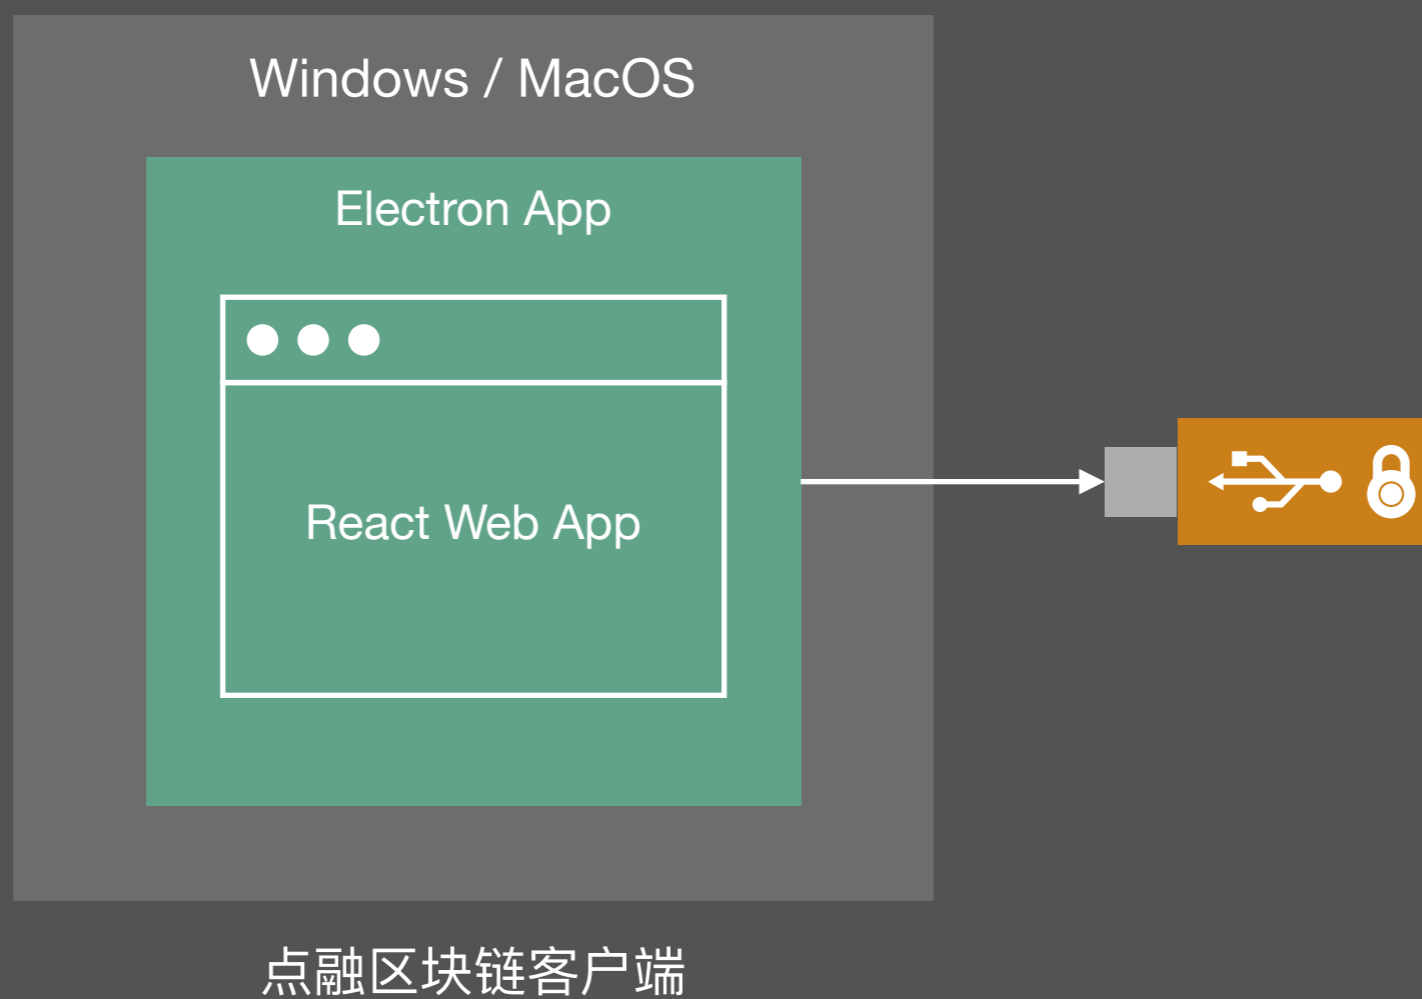 Windows / MacOS
Electron App
React Web App
点融区块链客户端